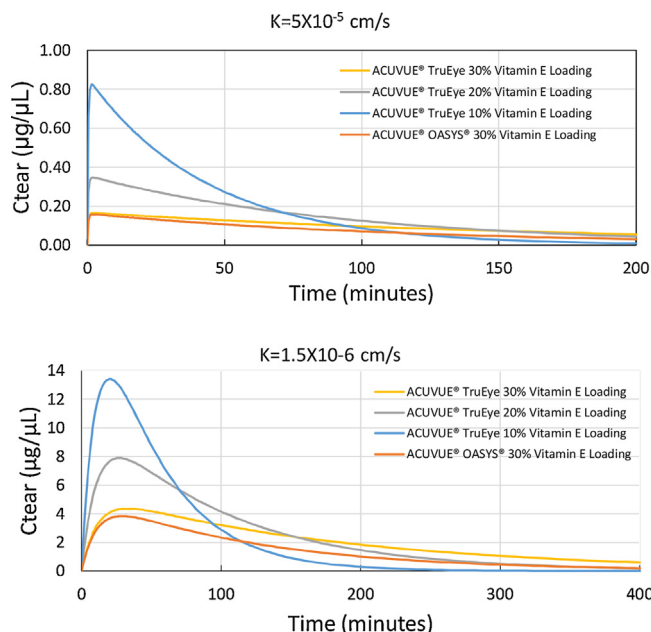 K=5X10⁻⁵ cm/s
1.00
0.80
0.60
0.40
0.20
0.00
Ctear (µg/µL)
ACUVUE® TruEye 30% Vitamin E Loading
ACUVUE® TruEye 20% Vitamin E Loading
ACUVUE® TruEye 10% Vitamin E Loading
ACUVUE® OASYS® 30% Vitamin E Loading
0 50 100 150 200
Time (minutes)
K=1.5X10-6 cm/s
14
12
10
8
6
4
2
0
Ctear (µg/µL)
ACUVUE® TruEye 30% Vitamin E Loading
ACUVUE® TruEye 20% Vitamin E Loading
ACUVUE® TruEye 10% Vitamin E Loading
ACUVUE® OASYS® 30% Vitamin E Loading
0 100 200 300 400
Time (minutes)